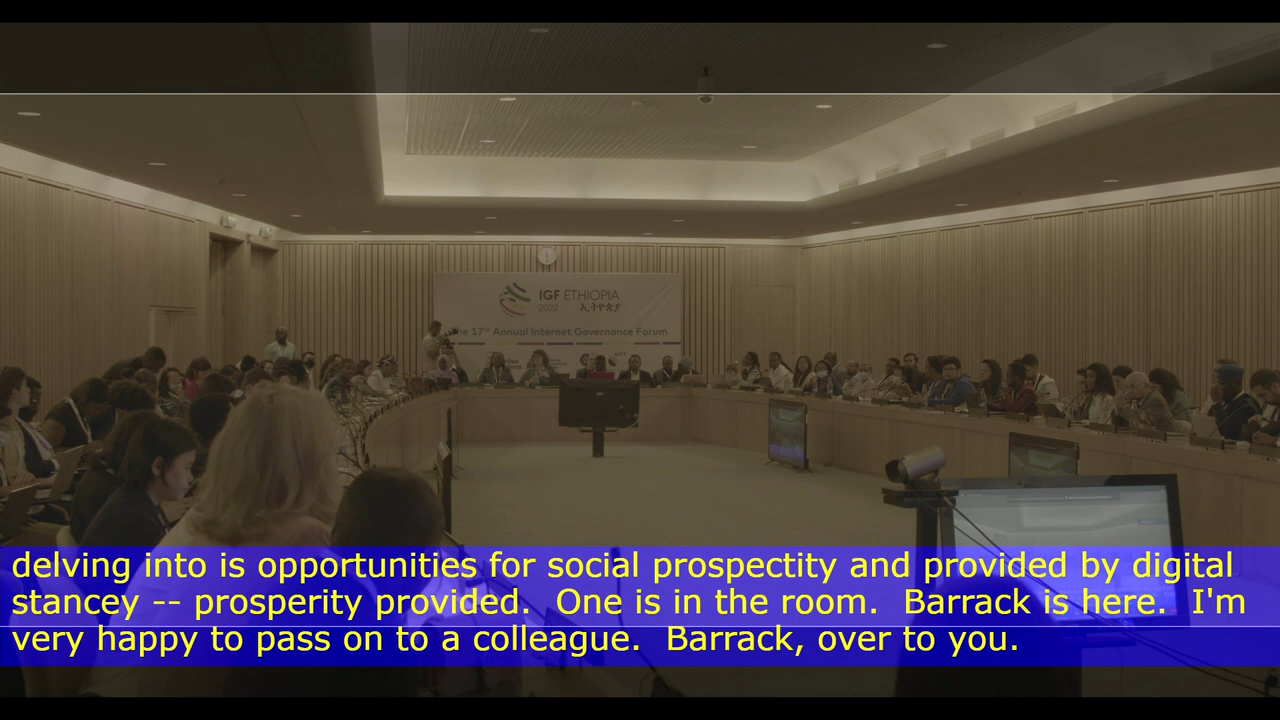 IGF ETHIOPIA
2022 ኢትዮጵያ
he 17th Annual Internet Governance Forum
delving into is opportunities for social prospectity and provided by digital
stancey -- prosperity provided.  One is in the room.  Barrack is here.  I'm
very happy to pass on to a colleague.  Barrack, over to you.